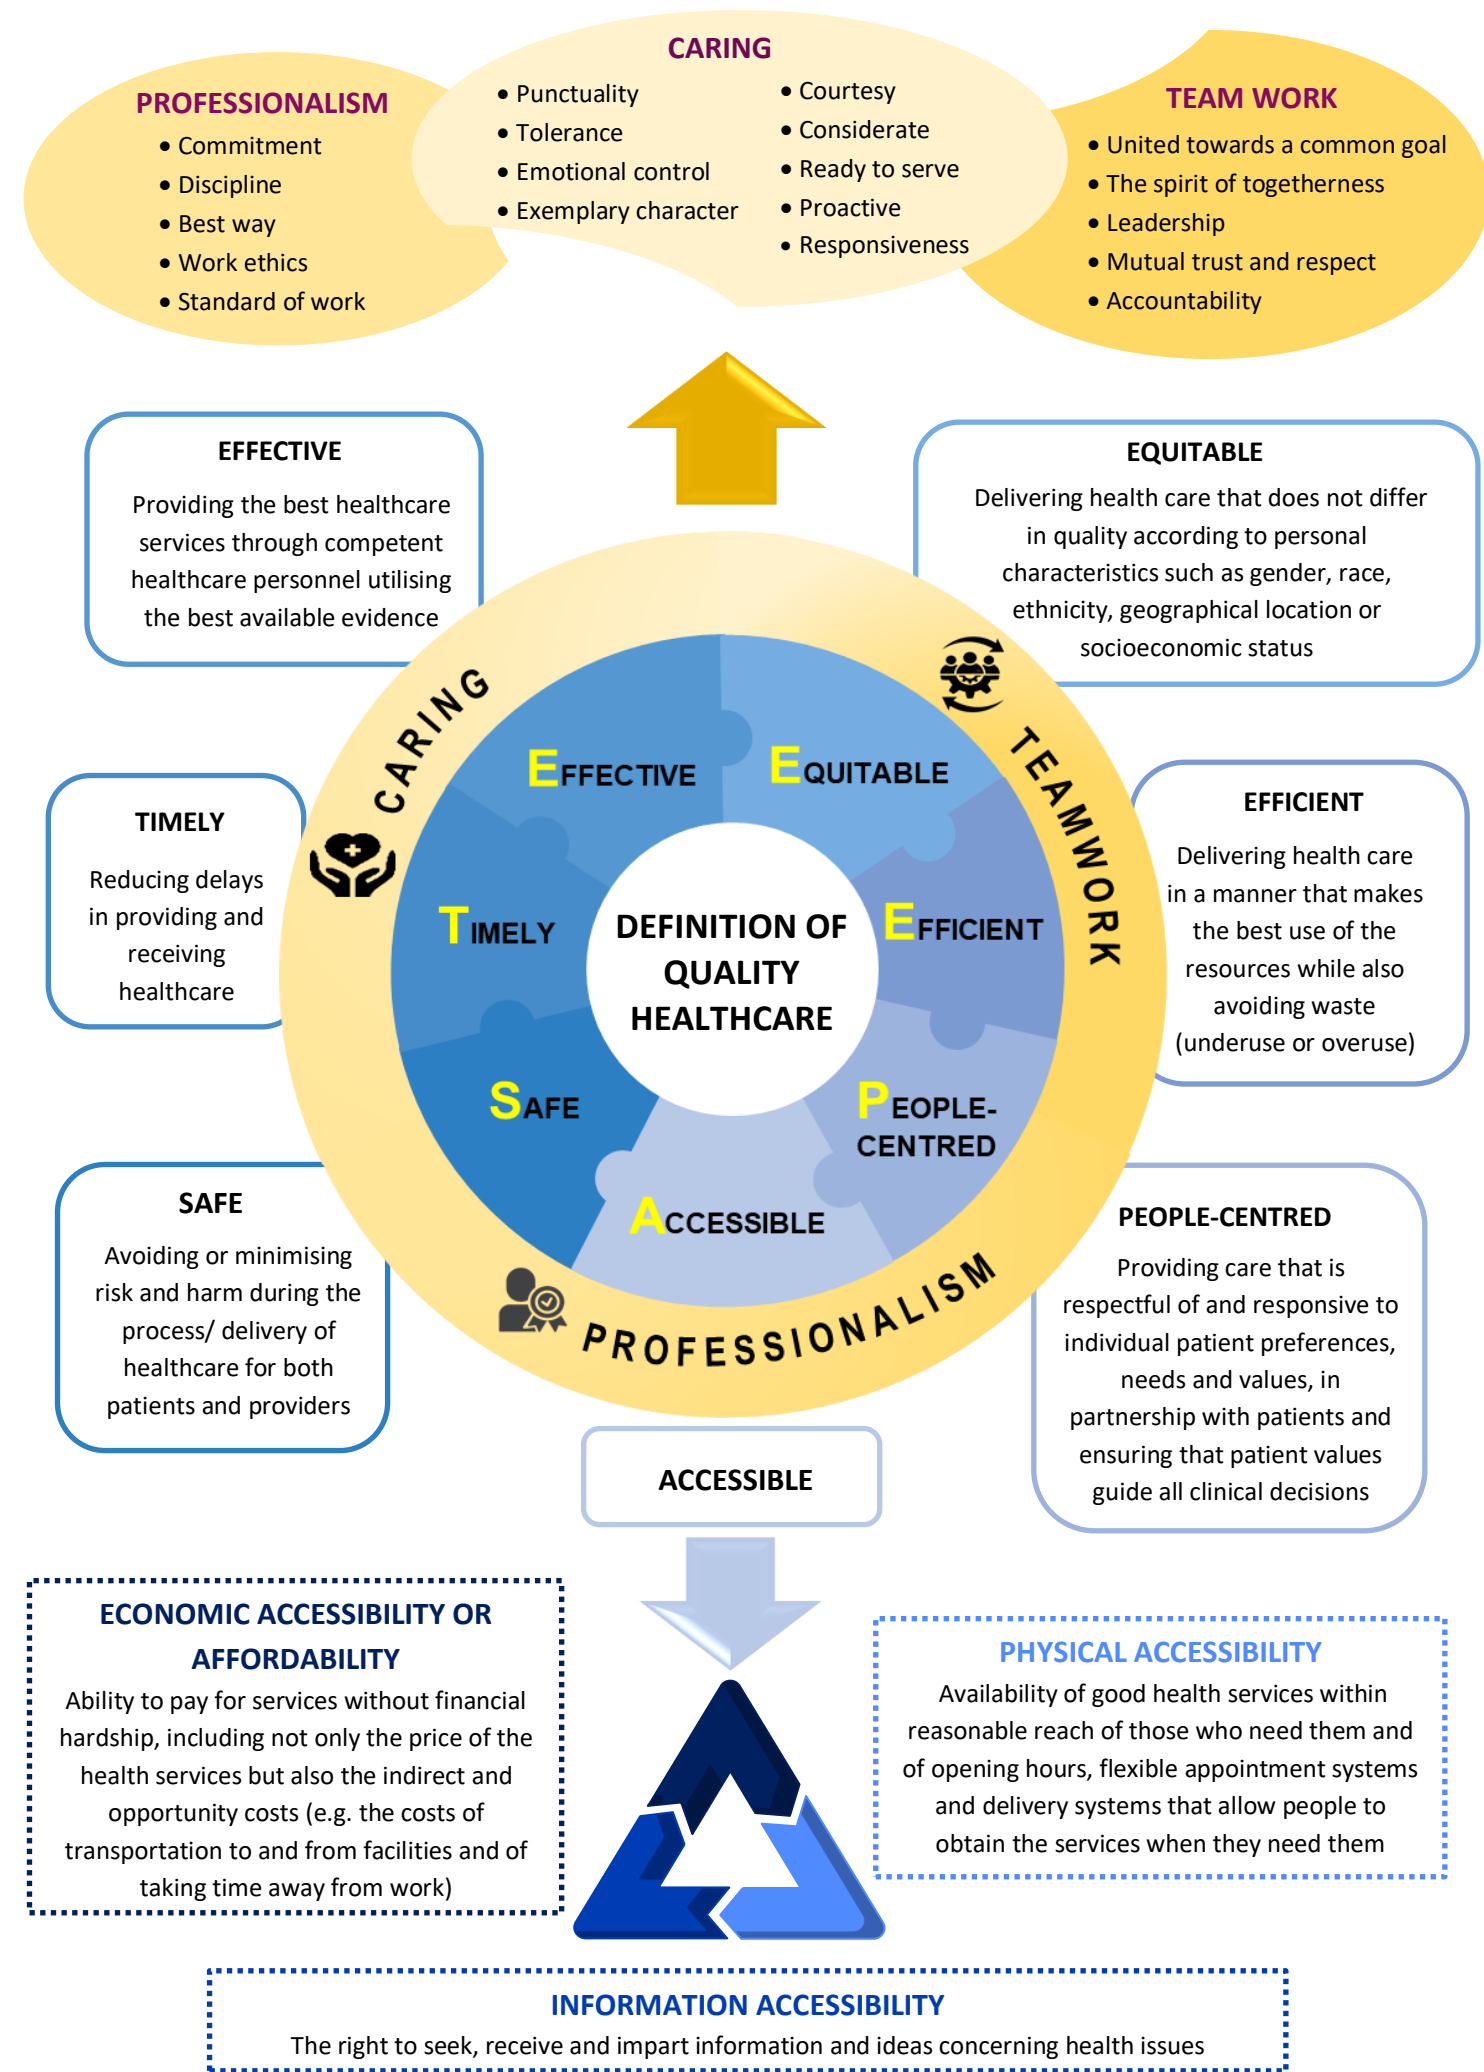 CARING
• Punctuality
• Tolerance
• Emotional control
• Exemplary character
• Courtesy
• Considerate
• Ready to serve
• Proactive
• Responsiveness
PROFESSIONALISM
• Commitment
• Discipline
• Best way
• Work ethics
• Standard of work
TEAM WORK
• United towards a common goal
• The spirit of togetherness
• Leadership
• Mutual trust and respect
• Accountability
EFFECTIVE
Providing the best healthcare
services through competent
healthcare personnel utilising
the best available evidence
EQUITABLE
Delivering health care that does not differ
in quality according to personal
characteristics such as gender, race,
ethnicity, geographical location or
socioeconomic status
CARING
TEAMWORK
PROFESSIONALISM
EFFECTIVE
EQUITABLE
TIMELY
EFFICIENT
SAFE
PEOPLE-
CENTRED
ACCESSIBLE
DEFINITION OF
QUALITY
HEALTHCARE
TIMELY
Reducing delays
in providing and
receiving
healthcare
EFFICIENT
Delivering health care
in a manner that makes
the best use of the
resources while also
avoiding waste
(underuse or overuse)
SAFE
Avoiding or minimising
risk and harm during the
process/ delivery of
healthcare for both
patients and providers
PEOPLE-CENTRED
Providing care that is
respectful of and responsive to
individual patient preferences,
needs and values, in
partnership with patients and
ensuring that patient values
guide all clinical decisions
ACCESSIBLE
ECONOMIC ACCESSIBILITY OR
AFFORDABILITY
Ability to pay for services without financial
hardship, including not only the price of the
health services but also the indirect and
opportunity costs (e.g. the costs of
transportation to and from facilities and of
taking time away from work)
PHYSICAL ACCESSIBILITY
Availability of good health services within
reasonable reach of those who need them and
of opening hours, flexible appointment systems
and delivery systems that allow people to
obtain the services when they need them
INFORMATION ACCESSIBILITY
The right to seek, receive and impart information and ideas concerning health issues